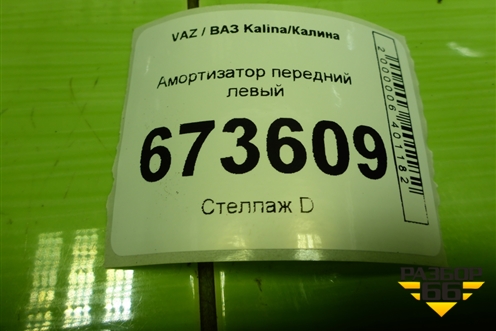 VAZ / ВАЗ Kalina/Калина
Амортизатор передний
левый
673609
Стеллаж D
2000006401182
РАЗБОР
66